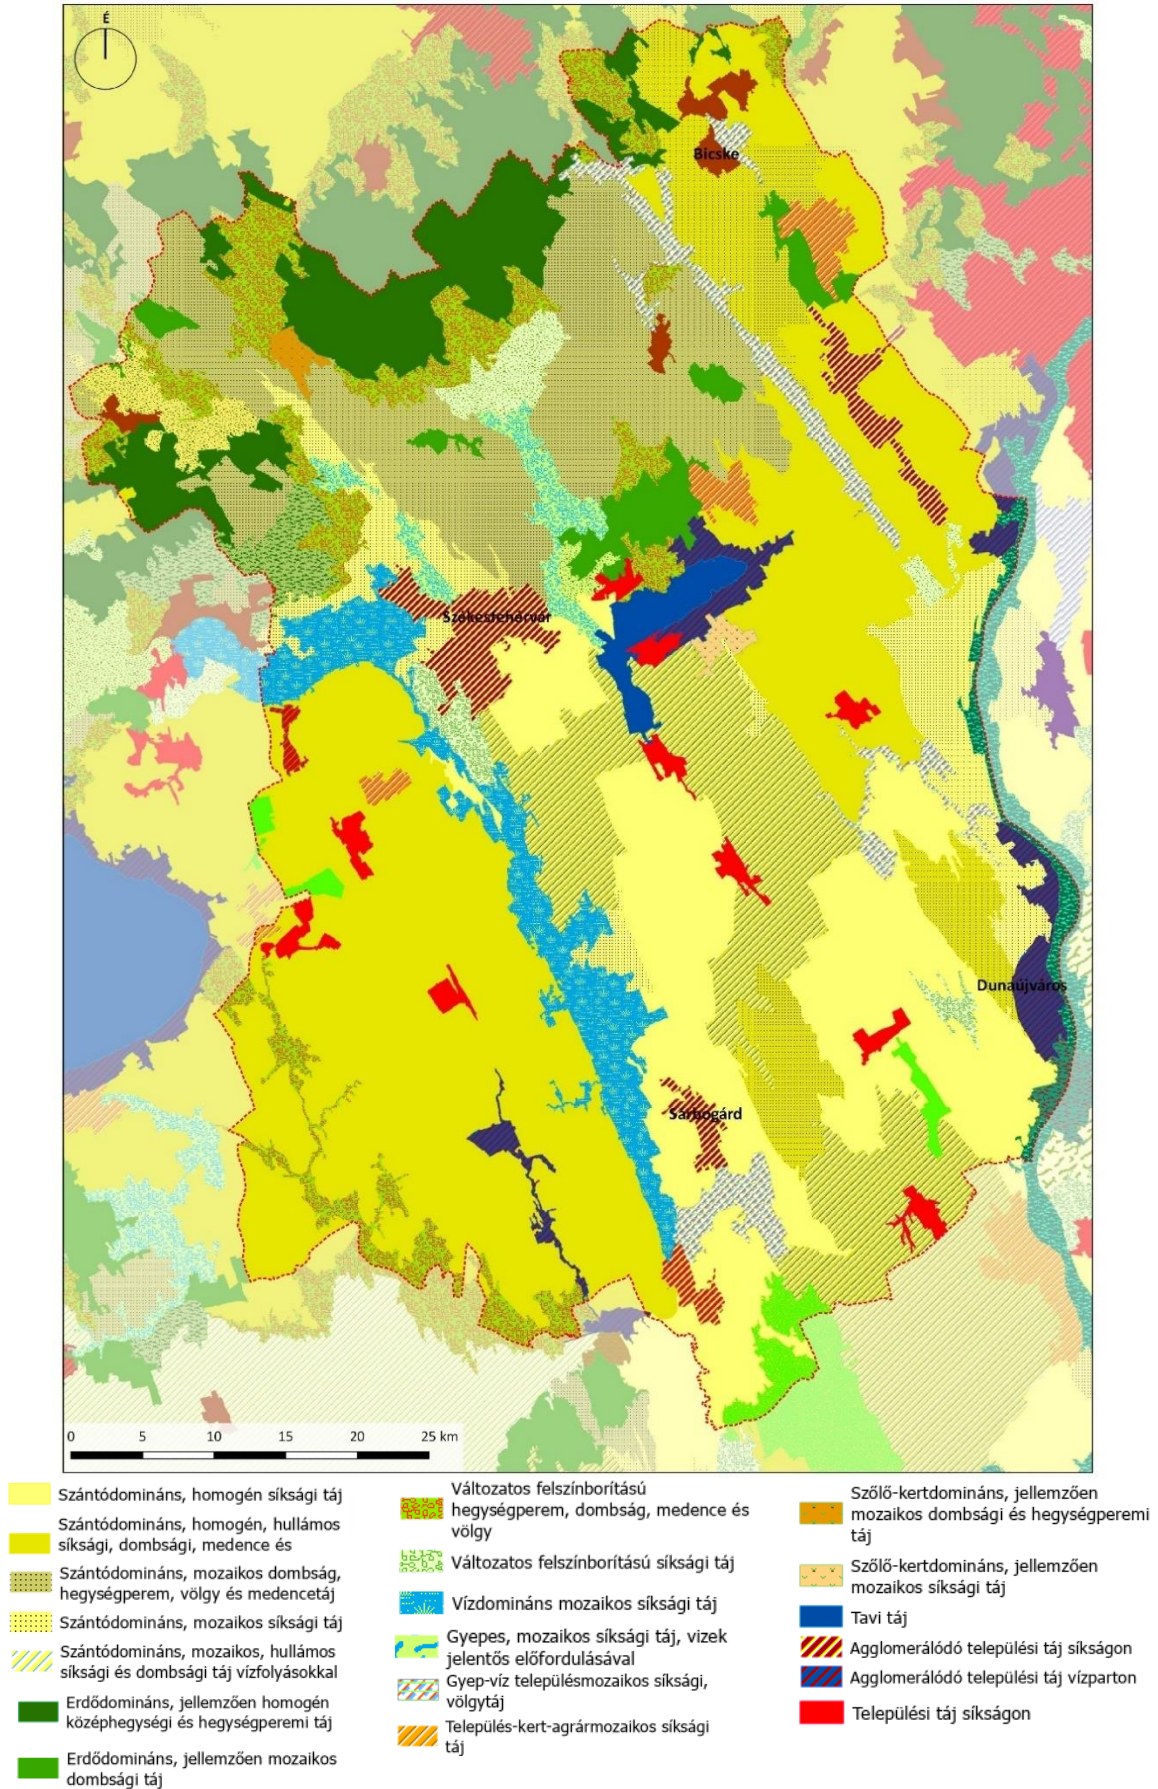 É
Bicske
Székesfehérvár
Dunaújváros
Sárbogárd
0 5 10 15 20 25 km
Szántódomináns, homogén síksági táj
Szántódomináns, homogén, hullámos
síksági, dombsági, medence és
Szántódomináns, mozaikos dombság,
hegységperem, völgy és medencetáj
Szántódomináns, mozaikos síksági táj
Szántódomináns, mozaikos, hullámos
síksági és dombsági táj vízfolyásokkal
Erdődomináns, jellemzően homogén
középhegységi és hegységperemi táj
Erdődomináns, jellemzően mozaikos
dombsági táj
Változatos felszínborítású
hegységperem, dombság, medence és
völgy
Változatos felszínborítású síksági táj
Vízdomináns mozaikos síksági táj
Gyepes, mozaikos síksági táj, vizek
jelentős előfordulásával
Gyep-víz településmozaikos síksági,
völgytáj
Település-kert-agrármozaikos síksági
táj
Szőlő-kertdomináns, jellemzően
mozaikos dombsági és hegységperemi
táj
Szőlő-kertdomináns, jellemzően
mozaikos síksági táj
Tavi táj
Agglomerálódó települési táj síkságon
Agglomerálódó települési táj vízparton
Települési táj síkságon